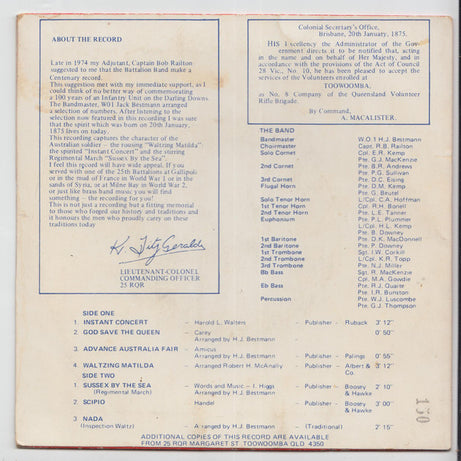 ABOUT THE RECORD
Late in 1974 my Adjutant, Captain Bob Railton
suggested to me that the Battalion Band make a
Centenary record.
This suggestion met with my immediate support, as I
could think of no better way of commemorating
a 100 years of an Infantry Unit on the Darling Downs
The Bandmaster, WO1 Jack Bestmann arranged
a selection of numbers. After listening to the
selection now featured in this recording I was sure
that the spirit which was born on 20th January,
1875 lives on today.
This recording captures the character of the
Australian soldier - the rousing "Waltzing Matilda",
the spirited "Instant Concert" and the stirring
Regimental March "Sussex By the Sea".
I feel this record will have wide appeal. If you
served with one of the 25th Battalions at Gallipoli
or in the mud of France in World War 1 or in the
sands of Syria, or at Milne Bay in World War 2,
or just like brass band music you will find
something - the recording for you!
This is not just a record but a fitting memorial
to those who forged our history and traditions and
it honours the men who proudly carry on these
traditions today
K Fitz Gerald
LIEUTENANT-COLONEL
COMMANDING OFFICER
25 RQR
Colonial Secretary's Office,
Brisbane, 20th January, 1875.
HIS Excellency the Administrator of the Gov-
ernment directs it to be notified that, acting
in the name and on behalf of Her Majesty, and in
accordance with the provisions of the Act of Council
28 Vic., No. 10, he has been pleased to accept the
services of the Volunteers enrolled at
TOOWOOMBA,
as No. 8 Company of the Queensland Volunteer
Rifle Brigade.
By Command,
A. MACALISTER.
THE BAND
Bandmaster W.O.1 H.J. Bestmann
Chairmaster Capt. R.B. Railton
Solo Cornet Cpl. E.R. Kemp
Pte. G.J. MacKenzie
2nd Cornet Pte. B.R. Andrews
Pte. P.G. Sullivan
3rd Cornet Pte. D.C. Esing
Flugal Horn Pte. D.M. Kemp
Pte. G. Beutel
Solo Tenor Horn L/Cpl. C.A. Hoffman
1st Tenor Horn Cpl. R.H. Bonell
2nd Tenor Horn Pte. L.E. Tanner
Euphonium Pte. P.L. Plummer
L/Cpl. H.L. Kemp
Pte. B. Downey
1st Baritone Pte. D.K. MacDonnell
2nd Baritone Pte. P. Downey
1st Trombone Sgt. I.W. Corkill
2nd Trombone L/Cpl. K.R. Topp
3rd Trombone Pte. N.J. Miller
Bb Bass Sgt. R. MacKenzie
Cpl. M.A. Gowdie
Eb Bass Pte. R.J. Quaite
Pte. I.R. Bunston
Percussion Pte. W.J. Luscombe
Pte. G.J. Thompson
SIDE ONE
1. INSTANT CONCERT - Harold L. Walters - Publisher - Ruback 3' 12"
2. GOD SAVE THE QUEEN - Carey 0' 50"
Arranged by H.J. Bestmann
3. ADVANCE AUSTRALIA FAIR - Amicus
Arranged by H.J. Bestmann - Publisher - Palings 0' 55"
4. WALTZING MATILDA - Arranged Robert H. McAnally - Publisher - Albert & 3' 12"
Co.
SIDE TWO
1. SUSSEX BY THE SEA - Words and Music - I. Higgs - Publisher - Boosey 2' 10"
(Regimental March) Arranged by H.J. Bestmann & Hawke
2. SCIPIO - Handel - Publisher - Boosey 3' 00"
& Hawke
3. NADA
(Inspection Waltz) - Arranged by H.J. Bestmann - (Traditional) 2' 15"
130
ADDITIONAL COPIES OF THIS RECORD ARE AVAILABLE
FROM 25 RQR MARGARET ST TOOWOOMBA QLD 4350